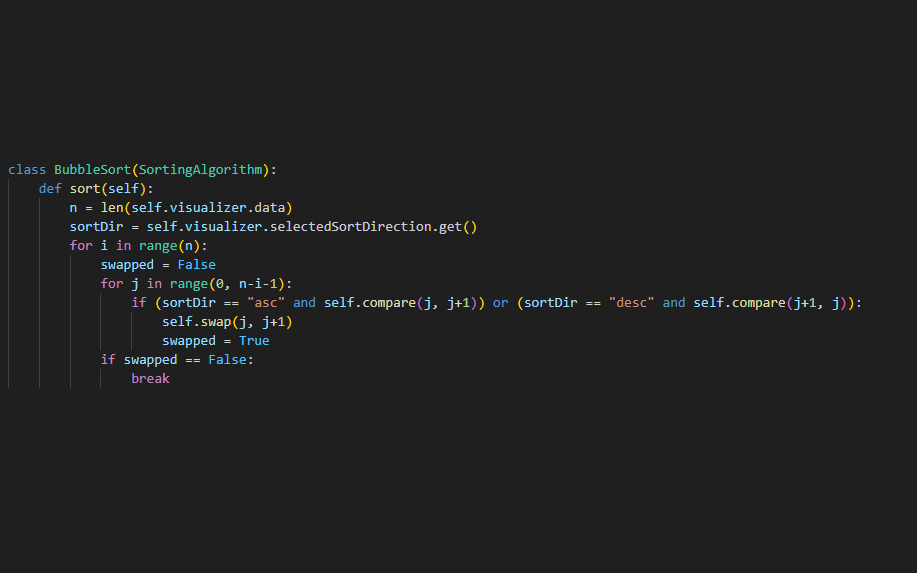 class BubbleSort(SortingAlgorithm):
    def sort(self):
        n = len(self.visualizer.data)
        sortDir = self.visualizer.selectedSortDirection.get()
        for i in range(n):
            swapped = False
            for j in range(0, n-i-1):
                if (sortDir == "asc" and self.compare(j, j+1)) or (sortDir == "desc" and self.compare(j+1, j)):
                    self.swap(j, j+1)
                    swapped = True
            if swapped == False:
                break